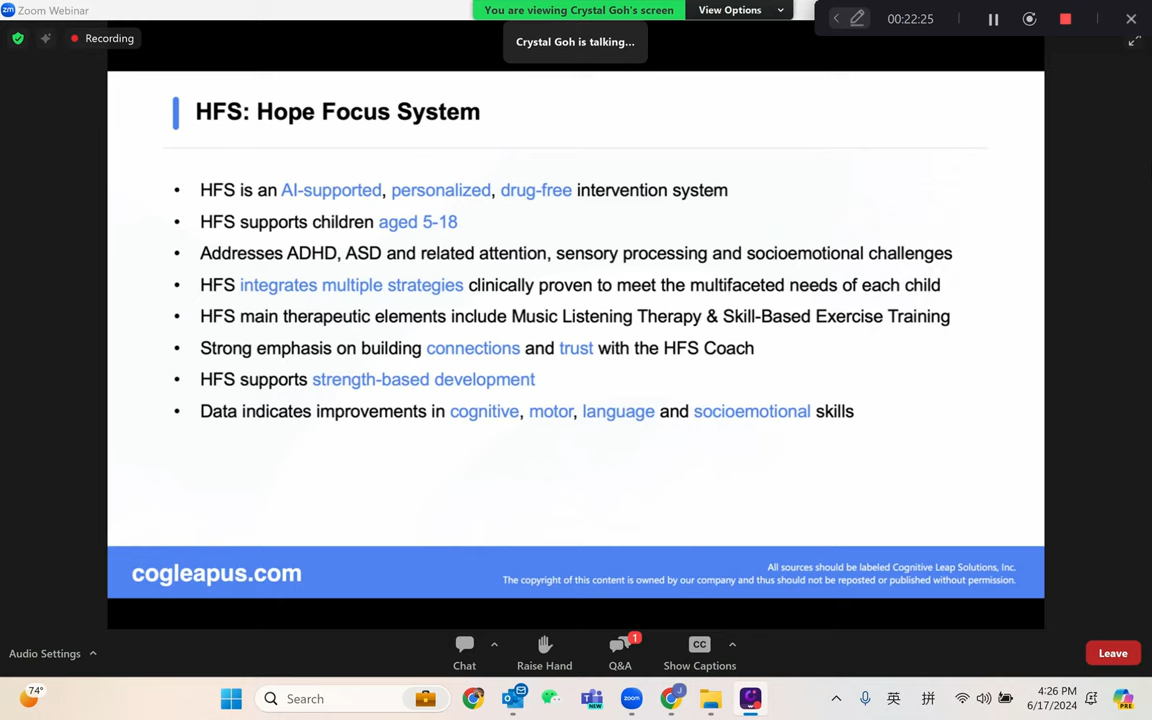 zm Zoom Webinar
You are viewing Crystal Goh's screen
View Options
00:22:25
Recording
Crystal Goh is talking...
HFS: Hope Focus System
• HFS is an AI-supported, personalized, drug-free intervention system
• HFS supports children aged 5-18
• Addresses ADHD, ASD and related attention, sensory processing and socioemotional challenges
• HFS integrates multiple strategies clinically proven to meet the multifaceted needs of each child
• HFS main therapeutic elements include Music Listening Therapy & Skill-Based Exercise Training
• Strong emphasis on building connections and trust with the HFS Coach
• HFS supports strength-based development
• Data indicates improvements in cognitive, motor, language and socioemotional skills
cogleapus.com
All sources should be labeled Cognitive Leap Solutions, Inc.
The copyright of this content is owned by our company and thus should not be reposted or published without permission.
Audio Settings
Chat
Raise Hand
1
Q&A
CC
Show Captions
Leave
74°
Search
NEW
zoom
J
英
拼
4:26 PM
6/17/2024
PRE